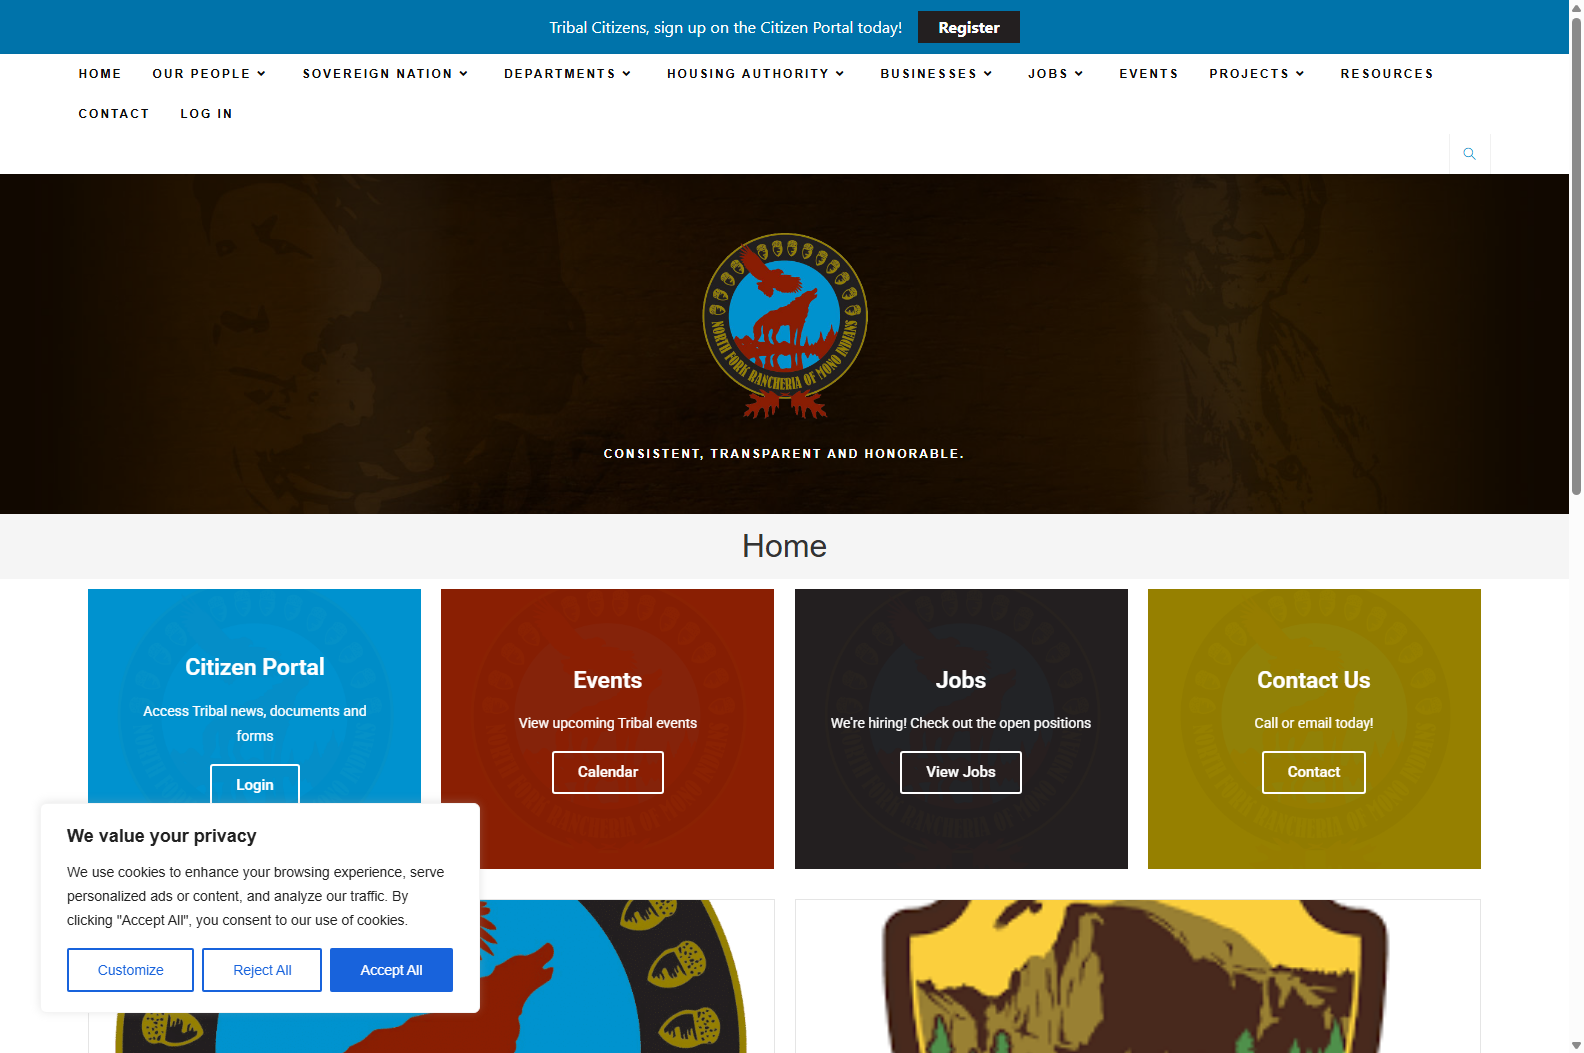 Tribal Citizens, sign up on the Citizen Portal today! Register
HOME OUR PEOPLE SOVEREIGN NATION DEPARTMENTS HOUSING AUTHORITY BUSINESSES JOBS EVENTS PROJECTS RESOURCES
CONTACT LOG IN
NORTH FORK RANCHERIA OF MONO INDIANS
CONSISTENT, TRANSPARENT AND HONORABLE.
Home
Citizen Portal
Access Tribal news, documents and
forms
Login
Events
View upcoming Tribal events
Calendar
Jobs
We're hiring! Check out the open positions
View Jobs
Contact Us
Call or email today!
Contact
We value your privacy
We use cookies to enhance your browsing experience, serve
personalized ads or content, and analyze our traffic. By
clicking "Accept All", you consent to our use of cookies.
Customize Reject All Accept All